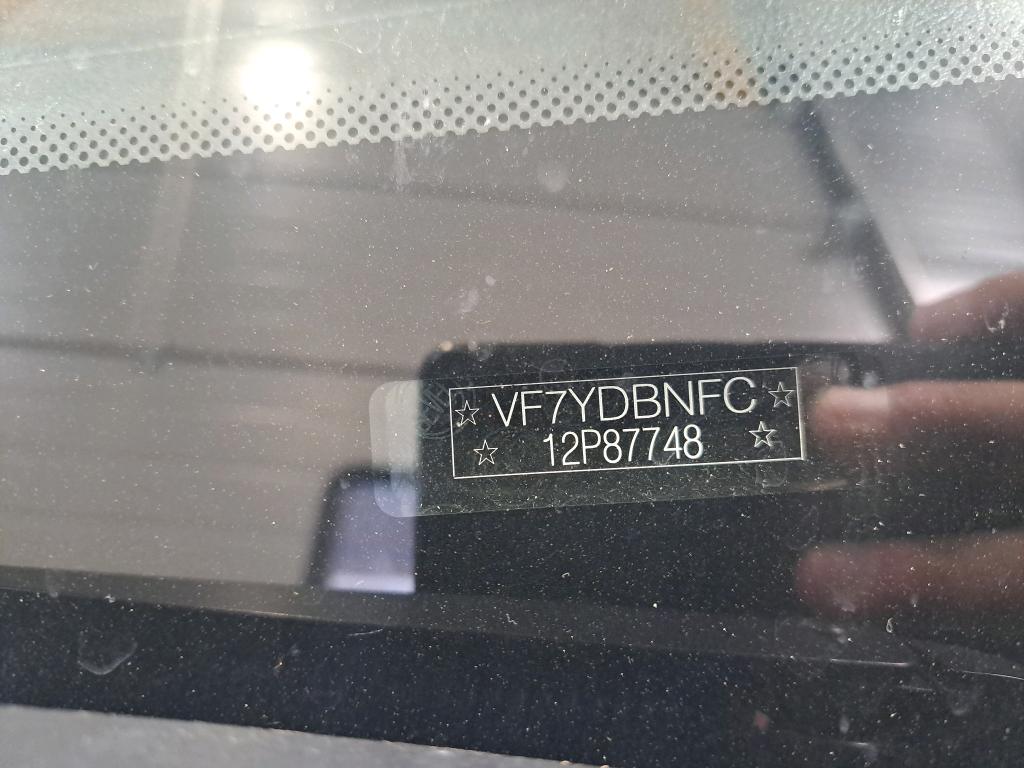 ☆ VF7YDBNFC ☆
☆ 12P87748 ☆